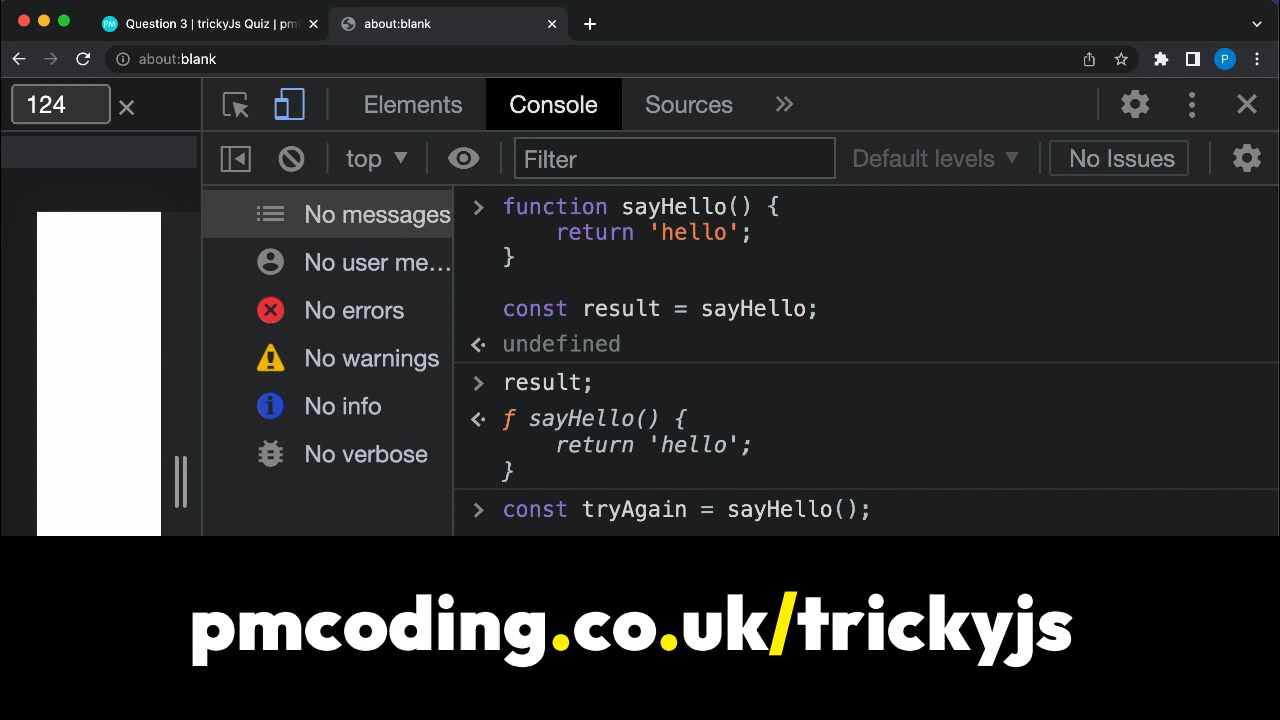 Question 3 | trickyJs Quiz | pm
about:blank
about:blank
P
124
Elements
Console
Sources
top
Filter
Default levels
No Issues
No messages
No user me…
No errors
No warnings
No info
No verbose
function sayHello() {
return 'hello';
}
const result = sayHello;
undefined
result;
ƒ sayHello() {
return 'hello';
}
const tryAgain = sayHello();
pmcoding.co.uk/trickyjs